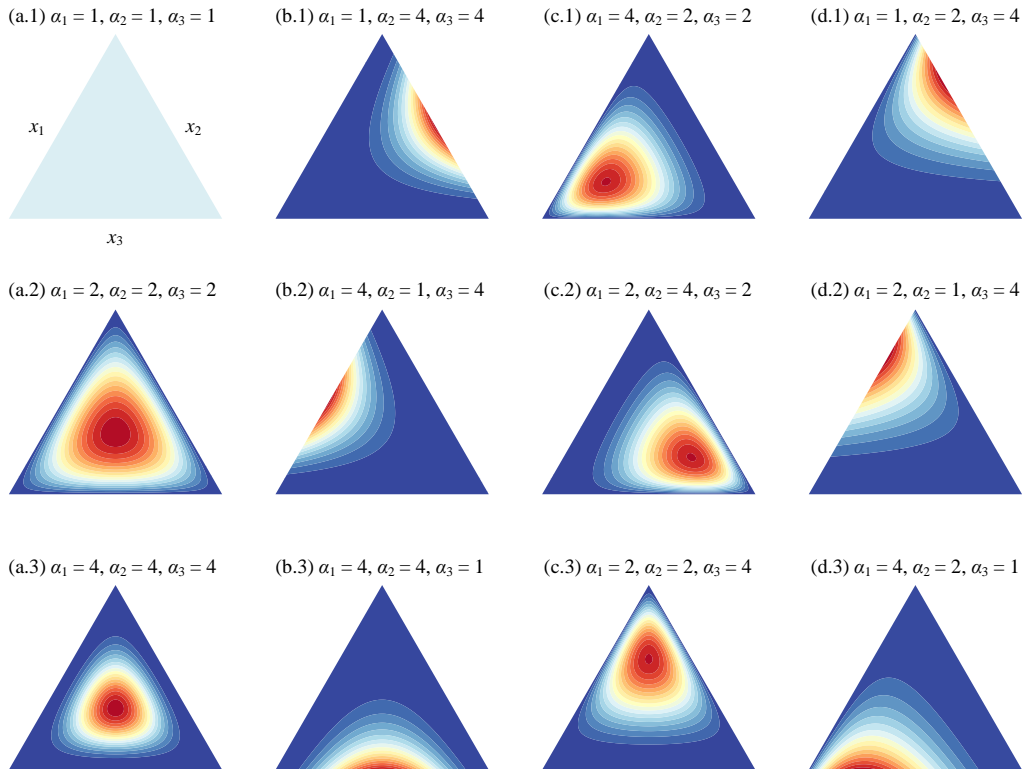 (a.1) α₁ = 1, α₂ = 1, α₃ = 1
(b.1) α₁ = 1, α₂ = 4, α₃ = 4
(c.1) α₁ = 4, α₂ = 2, α₃ = 2
(d.1) α₁ = 1, α₂ = 2, α₃ = 4
x₁
x₂
x₃
(a.2) α₁ = 2, α₂ = 2, α₃ = 2
(b.2) α₁ = 4, α₂ = 1, α₃ = 4
(c.2) α₁ = 2, α₂ = 4, α₃ = 2
(d.2) α₁ = 2, α₂ = 1, α₃ = 4
(a.3) α₁ = 4, α₂ = 4, α₃ = 4
(b.3) α₁ = 4, α₂ = 4, α₃ = 1
(c.3) α₁ = 2, α₂ = 2, α₃ = 4
(d.3) α₁ = 4, α₂ = 2, α₃ = 1